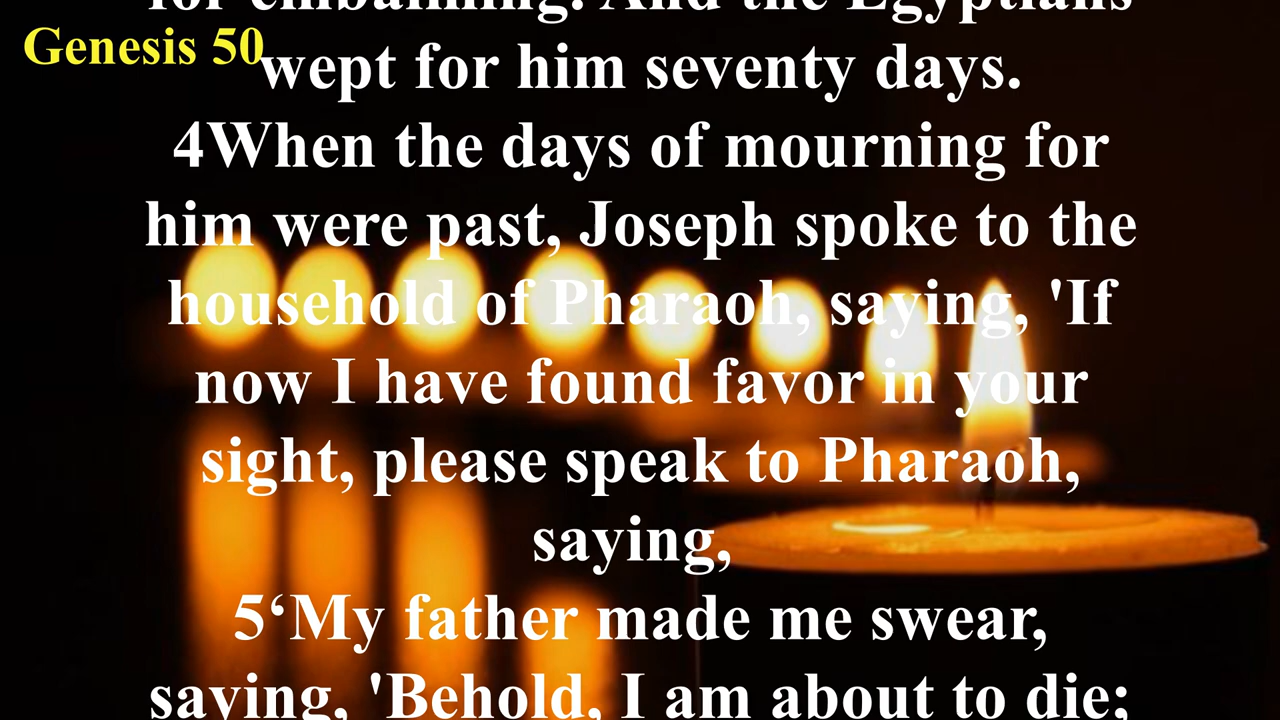 Genesis 50
for embalming. And the Egyptians
wept for him seventy days.
4When the days of mourning for
him were past, Joseph spoke to the
household of Pharaoh, saying, 'If
now I have found favor in your
sight, please speak to Pharaoh,
saying,
5‘My father made me swear,
saying, 'Behold, I am about to die;